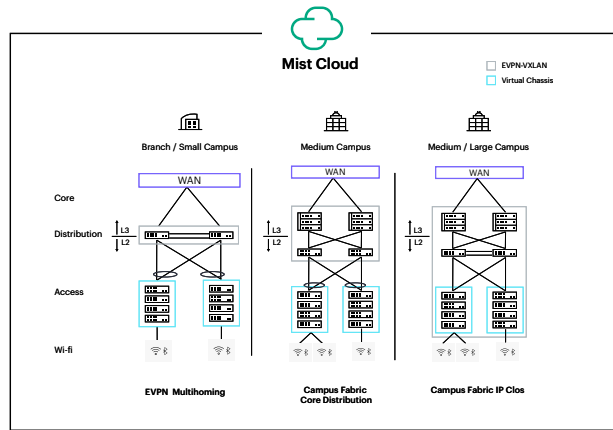 Mist Cloud
EVPN-VXLAN
Virtual Chassis
Branch / Small Campus
Medium Campus
Medium / Large Campus
WAN
WAN
WAN
Core
Distribution
L3
L2
L3
L2
L3
L2
Access
Wi-fi
EVPN Multihoming
Campus Fabric
Core Distribution
Campus Fabric IP Clos